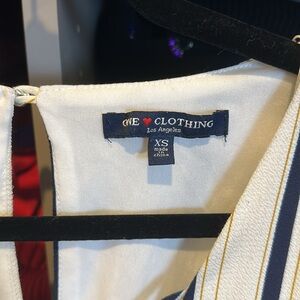 ONE ♥ CLOTHING
Los Angeles
XS
made
in
china